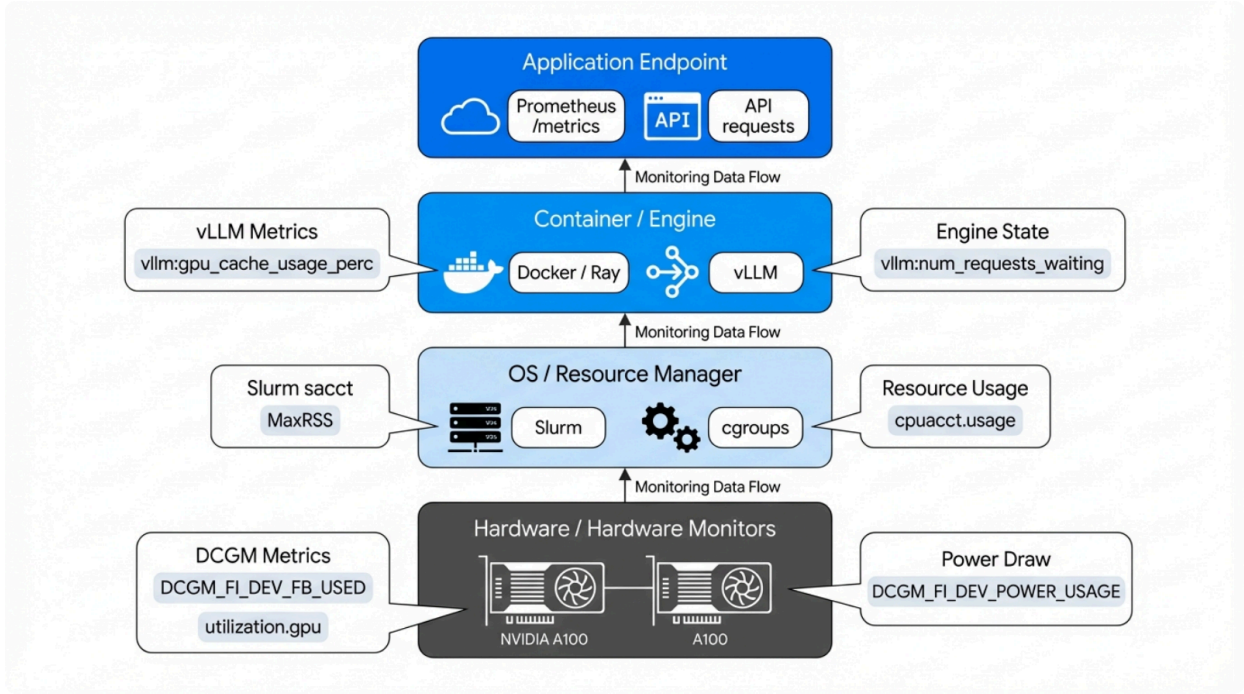 Application Endpoint
Prometheus
/metrics
API
API
requests
Monitoring Data Flow
Container / Engine
vLLM Metrics
vllm:gpu_cache_usage_perc
Docker / Ray
vLLM
Engine State
vllm:num_requests_waiting
Monitoring Data Flow
OS / Resource Manager
Slurm sacct
MaxRSS
Slurm
cgroups
Resource Usage
cpuacct.usage
Monitoring Data Flow
Hardware / Hardware Monitors
DCGM Metrics
DCGM_FI_DEV_FB_USED
utilization.gpu
NVIDIA A100
A100
Power Draw
DCGM_FI_DEV_POWER_USAGE